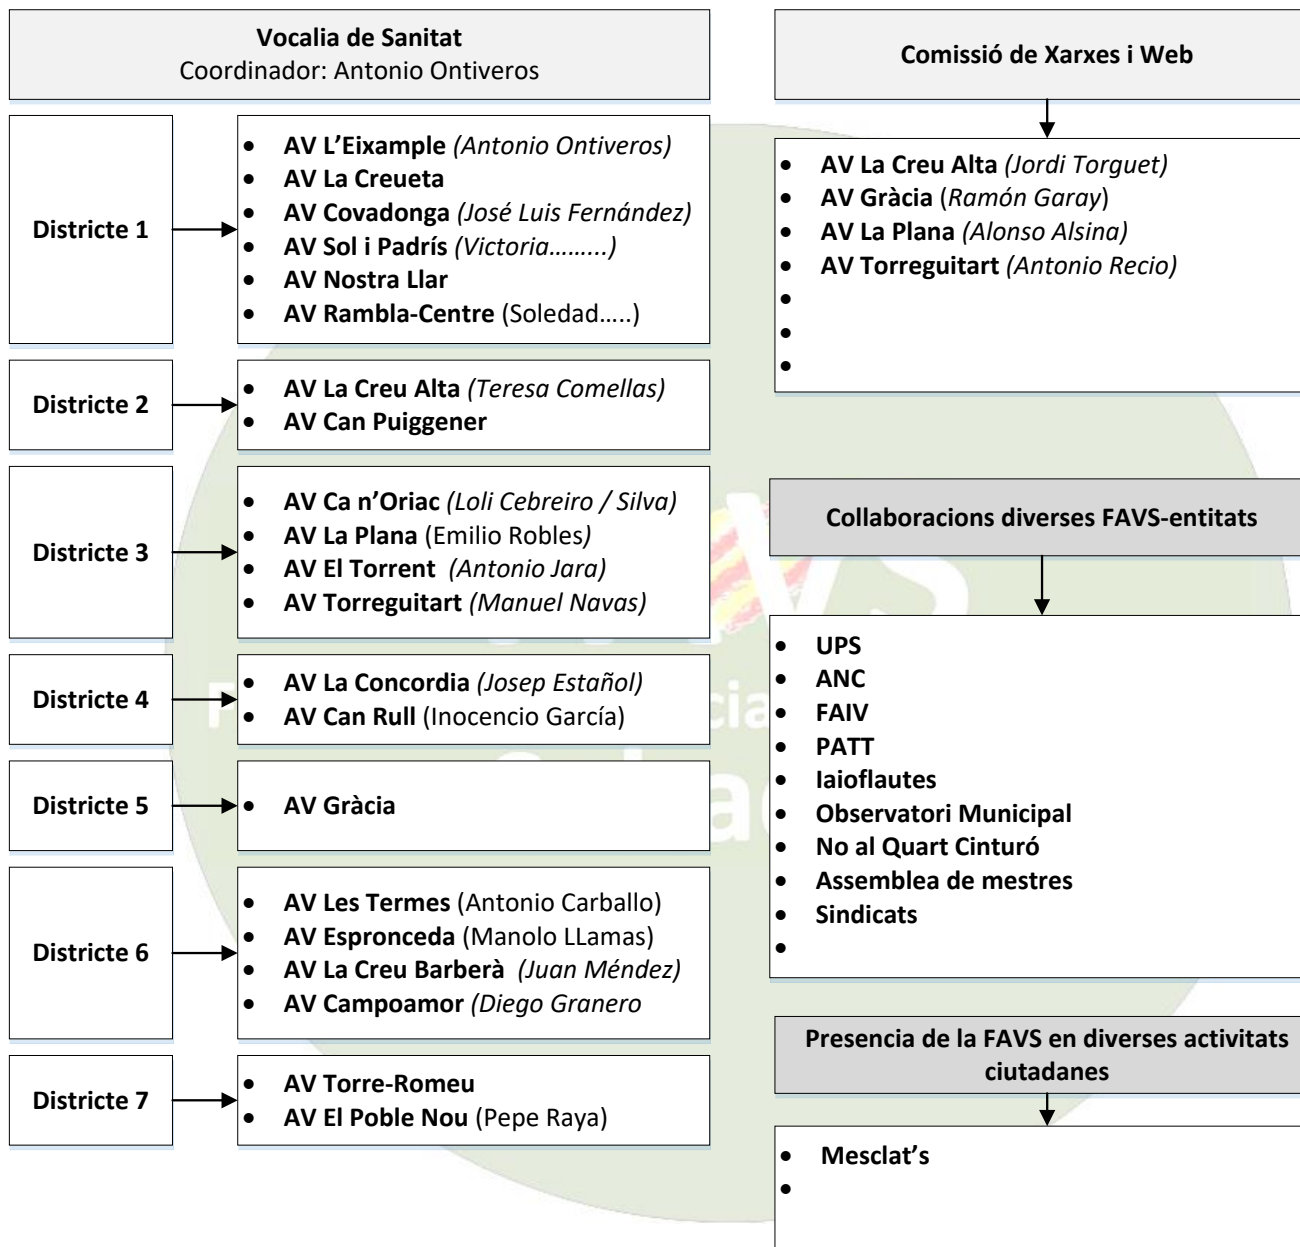 Vocalia de Sanitat
Coordinador: Antonio Ontiveros
Districte 1
• AV L’Eixample (Antonio Ontiveros)
• AV La Creueta
• AV Covadonga (José Luis Fernández)
• AV Sol i Padrís (Victoria………)
• AV Nostra Llar
• AV Rambla-Centre (Soledad…..)
Districte 2
• AV La Creu Alta (Teresa Comellas)
• AV Can Puiggener
Districte 3
• AV Ca n’Oriac (Loli Cebreiro / Silva)
• AV La Plana (Emilio Robles)
• AV El Torrent (Antonio Jara)
• AV Torreguitart (Manuel Navas)
Districte 4
• AV La Concordia (Josep Estañol)
• AV Can Rull (Inocencio García)
Districte 5
• AV Gràcia
Districte 6
• AV Les Termes (Antonio Carballo)
• AV Espronceda (Manolo LLamas)
• AV La Creu Barberà (Juan Méndez)
• AV Campoamor (Diego Granero
Districte 7
• AV Torre-Romeu
• AV El Poble Nou (Pepe Raya)
Comissió de Xarxes i Web
• AV La Creu Alta (Jordi Torguet)
• AV Gràcia (Ramón Garay)
• AV La Plana (Alonso Alsina)
• AV Torreguitart (Antonio Recio)
•
•
•
Collaboracions diverses FAVS-entitats
• UPS
• ANC
• FAIV
• PATT
• Iaioflautes
• Observatori Municipal
• No al Quart Cinturó
• Assemblea de mestres
• Sindicats
•
Presencia de la FAVS en diverses activitats
ciutadanes
• Mesclat’s
•